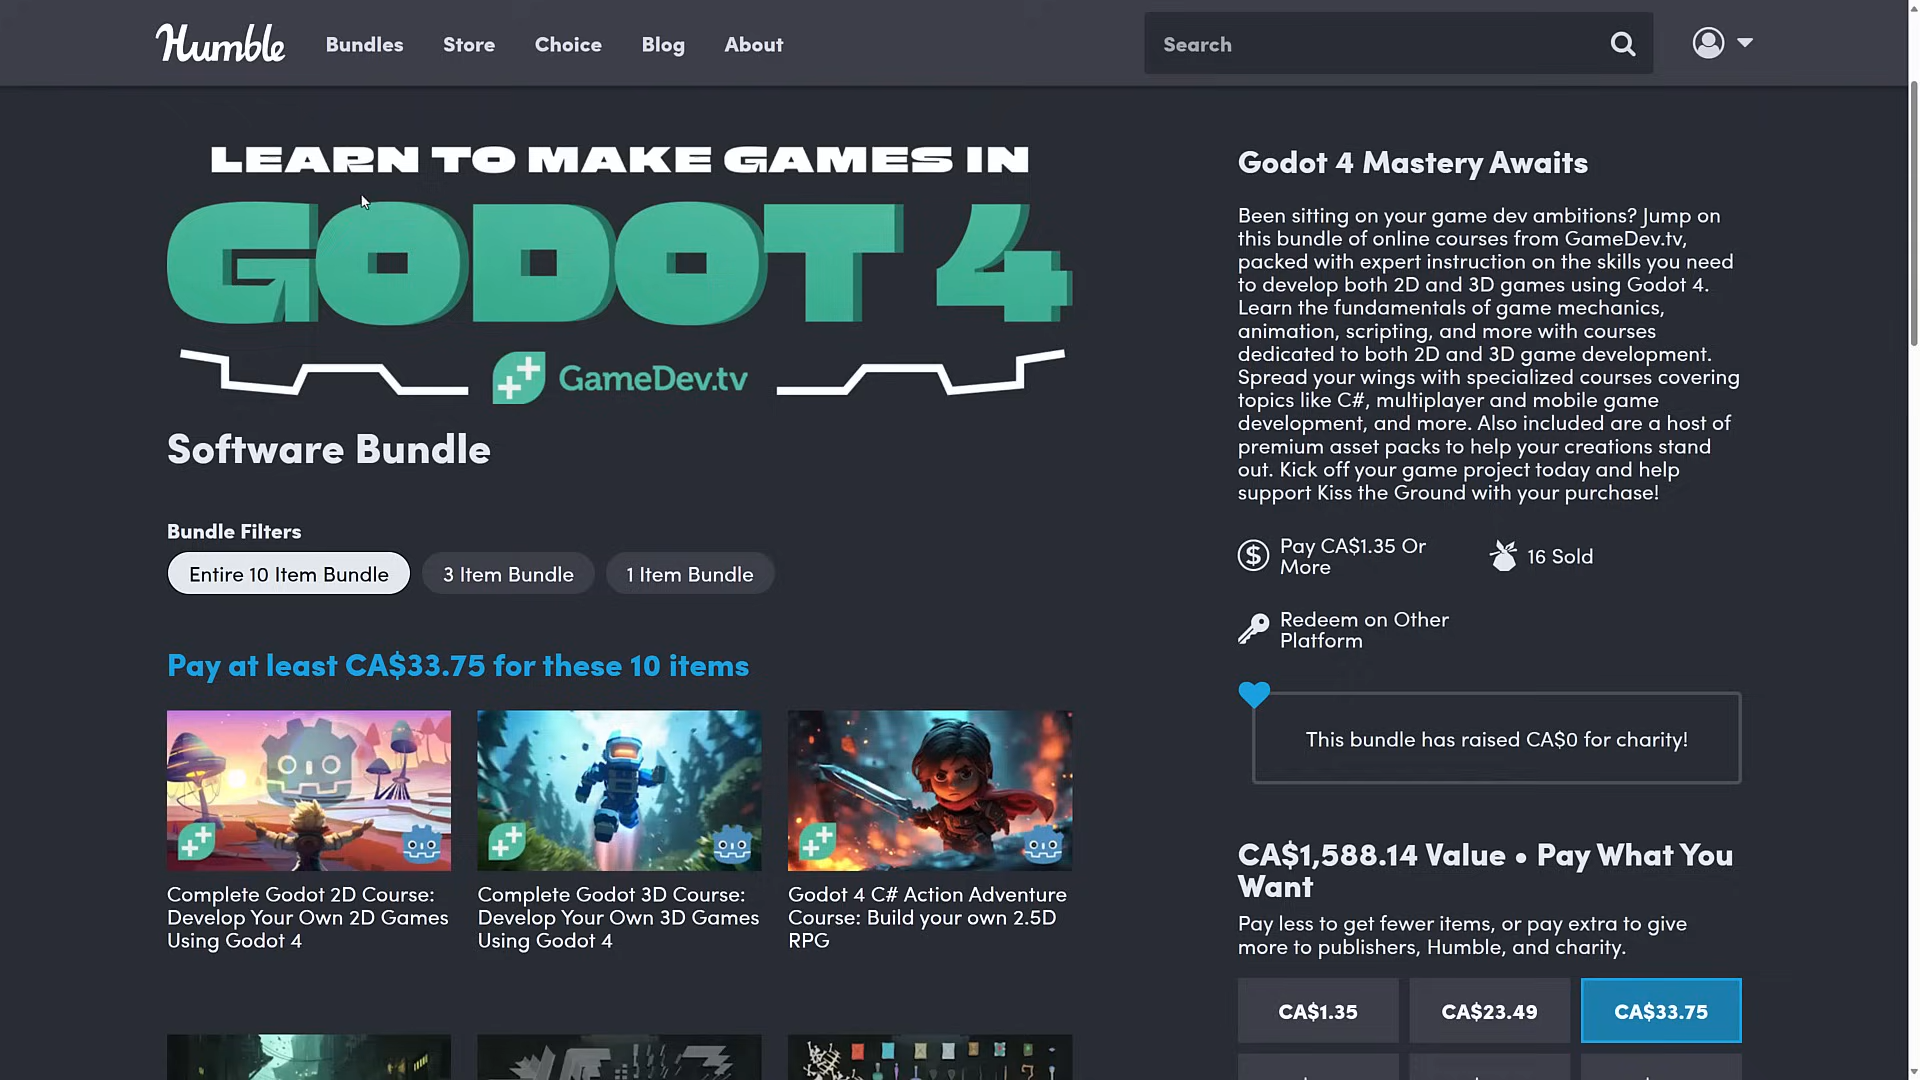 Humble
Bundles
Store
Choice
Blog
About
Search
LEARN TO MAKE GAMES IN
GODOT 4
GameDev.tv
Software Bundle
Bundle Filters
Entire 10 Item Bundle
3 Item Bundle
1 Item Bundle
Pay at least CA$33.75 for these 10 items
Complete Godot 2D Course:
Develop Your Own 2D Games
Using Godot 4
Complete Godot 3D Course:
Develop Your Own 3D Games
Using Godot 4
Godot 4 C# Action Adventure
Course: Build your own 2.5D
RPG
Godot 4 Mastery Awaits
Been sitting on your game dev ambitions? Jump on
this bundle of online courses from GameDev.tv,
packed with expert instruction on the skills you need
to develop both 2D and 3D games using Godot 4.
Learn the fundamentals of game mechanics,
animation, scripting, and more with courses
dedicated to both 2D and 3D game development.
Spread your wings with specialized courses covering
topics like C#, multiplayer and mobile game
development, and more. Also included are a host of
premium asset packs to help your creations stand
out. Kick off your game project today and help
support Kiss the Ground with your purchase!
Pay CA$1.35 Or
More
16 Sold
Redeem on Other
Platform
This bundle has raised CA$0 for charity!
CA$1,588.14 Value • Pay What You
Want
Pay less to get fewer items, or pay extra to give
more to publishers, Humble, and charity.
CA$1.35
CA$23.49
CA$33.75